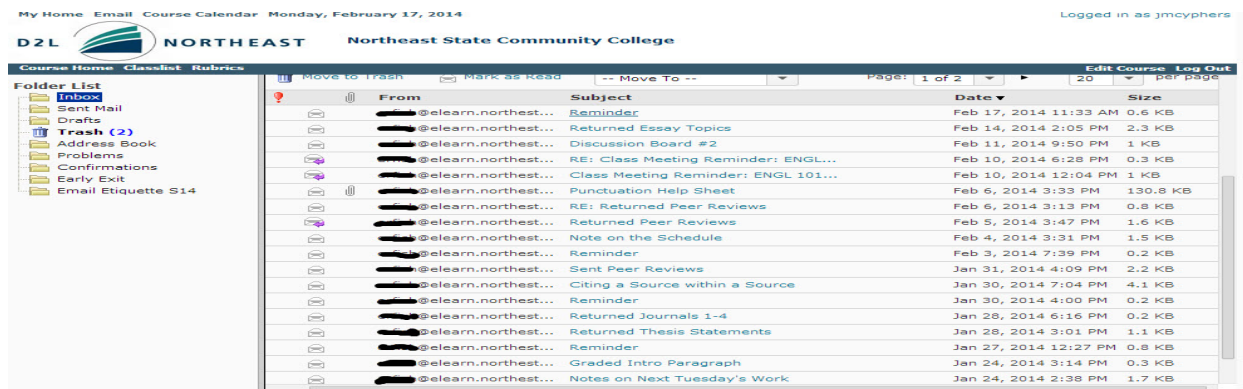 My Home Email Course Calendar Monday, February 17, 2014 Logged in as jmcyphers
D2L NORTHEAST Northeast State Community College
Course Home Classlist Rubrics Edit Course Log Out
Folder List
Inbox
Sent Mail
Drafts
Trash (2)
Address Book
Problems
Confirmations
Early Exit
Email Etiquette S14
Move to Trash Mark as Read -- Move To -- Page: 1 of 2 20 per page
From Subject Date Size
@elearn.northest... Reminder Feb 17, 2014 11:33 AM 0.6 KB
@elearn.northest... Returned Essay Topics Feb 14, 2014 2:05 PM 2.3 KB
@elearn.northest... Discussion Board #2 Feb 11, 2014 9:50 PM 1 KB
@elearn.northest... RE: Class Meeting Reminder: ENGL... Feb 10, 2014 6:28 PM 0.3 KB
@elearn.northest... Class Meeting Reminder: ENGL 101... Feb 10, 2014 12:04 PM 1 KB
@elearn.northest... Punctuation Help Sheet Feb 6, 2014 3:33 PM 130.8 KB
@elearn.northest... RE: Returned Peer Reviews Feb 6, 2014 3:13 PM 0.8 KB
@elearn.northest... Returned Peer Reviews Feb 5, 2014 3:47 PM 1.6 KB
@elearn.northest... Note on the Schedule Feb 4, 2014 3:31 PM 1.5 KB
@elearn.northest... Reminder Feb 3, 2014 7:39 PM 0.2 KB
@elearn.northest... Sent Peer Reviews Jan 31, 2014 4:09 PM 2.2 KB
@elearn.northest... Citing a Source within a Source Jan 30, 2014 7:04 PM 4.1 KB
@elearn.northest... Reminder Jan 30, 2014 4:00 PM 0.2 KB
@elearn.northest... Returned Journals 1-4 Jan 28, 2014 6:16 PM 0.2 KB
@elearn.northest... Returned Thesis Statements Jan 28, 2014 3:01 PM 1.1 KB
@elearn.northest... Reminder Jan 27, 2014 12:27 PM 0.8 KB
@elearn.northest... Graded Intro Paragraph Jan 24, 2014 3:14 PM 0.3 KB
@elearn.northest... Notes on Next Tuesday's Work Jan 24, 2014 2:38 PM 1.7 KB